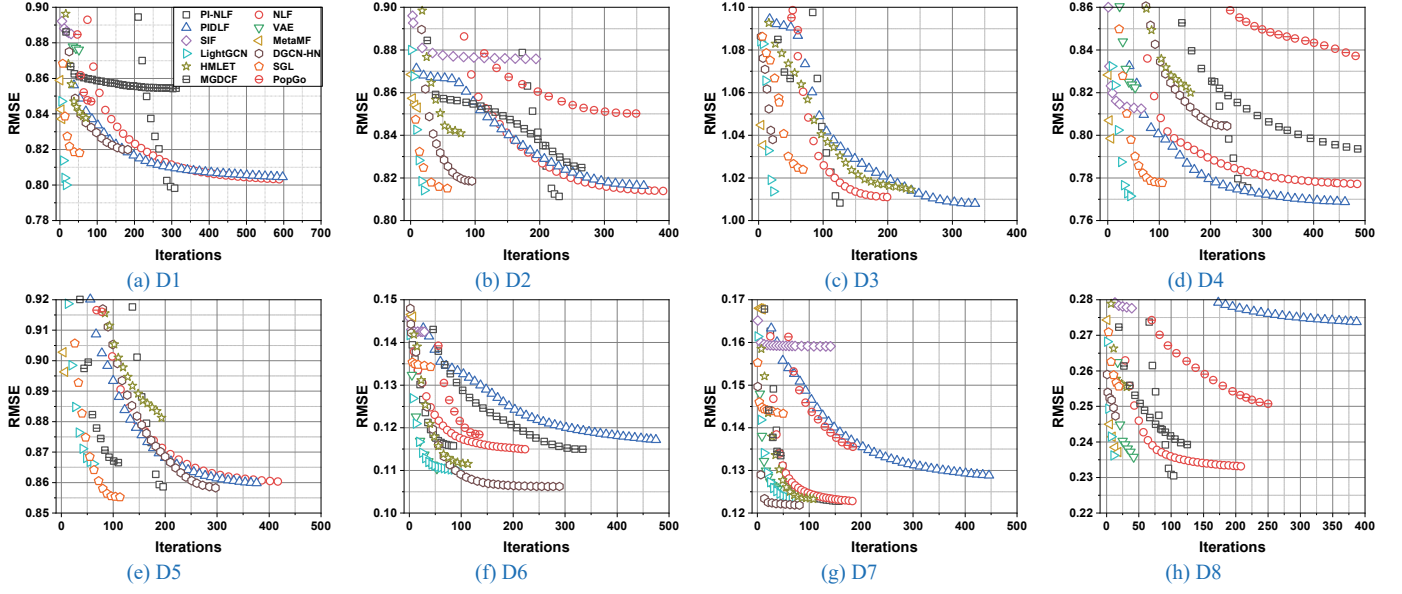 0.90
0.88
0.86
0.84
0.82
0.80
0.78
RMSE
0 100 200 300 400 500 600 700
Iterations
PI-NLF NLF
PIDLF VAE
SIF MetaMF
LightGCN DGCN-HN
HMLET SGL
MGDCF PopGo
(a) D1
0.90
0.88
0.86
0.84
0.82
0.80
RMSE
0 100 200 300 400
Iterations
(b) D2
1.10
1.08
1.06
1.04
1.02
1.00
RMSE
0 100 200 300 400
Iterations
(c) D3
0.86
0.84
0.82
0.80
0.78
0.76
RMSE
0 100 200 300 400 500
Iterations
(d) D4
0.92
0.91
0.90
0.89
0.88
0.87
0.86
0.85
RMSE
0 100 200 300 400 500
Iterations
(e) D5
0.15
0.14
0.13
0.12
0.11
0.10
RMSE
0 100 200 300 400 500
Iterations
(f) D6
0.17
0.16
0.15
0.14
0.13
0.12
RMSE
0 100 200 300 400 500
Iterations
(g) D7
0.28
0.27
0.26
0.25
0.24
0.23
0.22
RMSE
0 50 100 150 200 250 300 350 400
Iterations
(h) D8